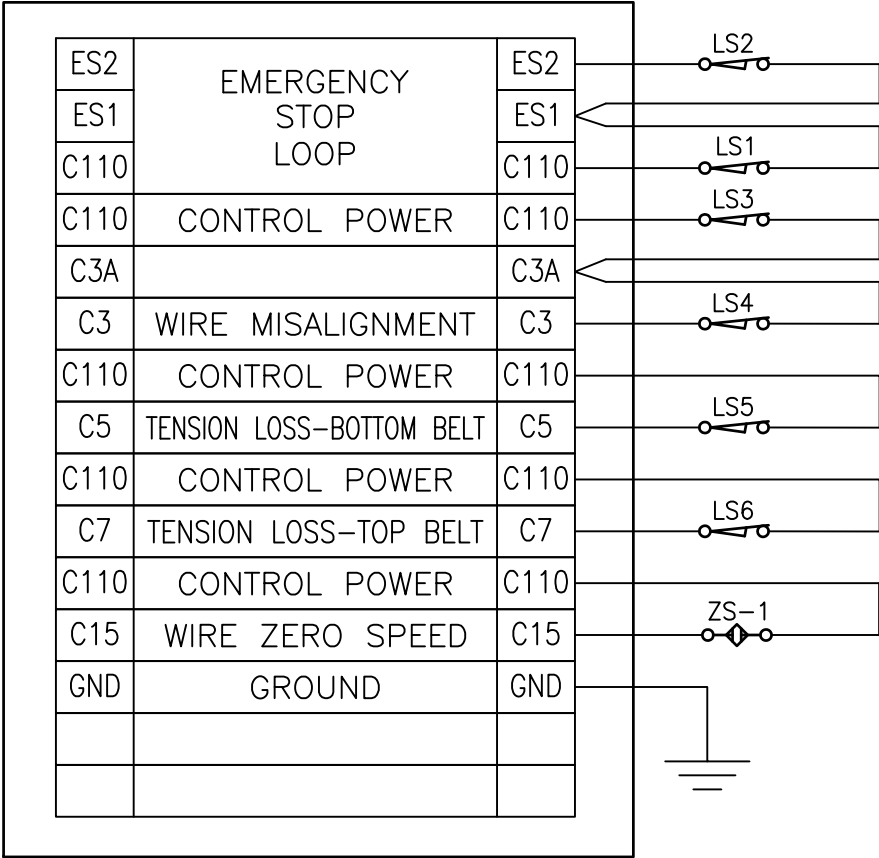 ES2 ES2 LS2
EMERGENCY
ES1 STOP ES1
LOOP
C110 C110 LS1
C110 CONTROL POWER C110 LS3
C3A C3A
C3 WIRE MISALIGNMENT C3 LS4
C110 CONTROL POWER C110
C5 TENSION LOSS-BOTTOM BELT C5 LS5
C110 CONTROL POWER C110
C7 TENSION LOSS-TOP BELT C7 LS6
C110 CONTROL POWER C110
C15 WIRE ZERO SPEED C15 ZS-1
GND GROUND GND